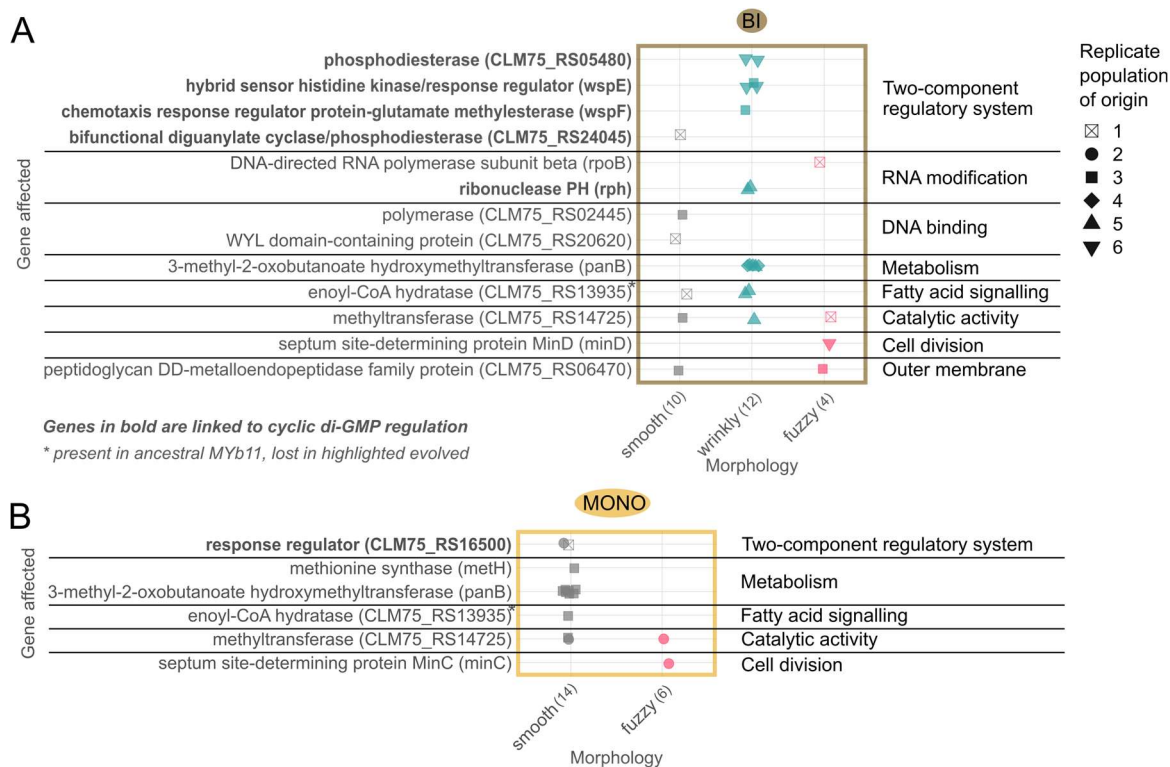 A
BI
phosphodiesterase (CLM75_RS05480)
hybrid sensor histidine kinase/response regulator (wspE)
chemotaxis response regulator protein-glutamate methylesterase (wspF)
bifunctional diguanylate cyclase/phosphodiesterase (CLM75_RS24045)
Two-component
regulatory system
DNA-directed RNA polymerase subunit beta (rpoB)
ribonuclease PH (rph)
RNA modification
polymerase (CLM75_RS02445)
WYL domain-containing protein (CLM75_RS20620)
DNA binding
3-methyl-2-oxobutanoate hydroxymethyltransferase (panB)
Metabolism
enoyl-CoA hydratase (CLM75_RS13935)*
Fatty acid signalling
methyltransferase (CLM75_RS14725)
Catalytic activity
septum site-determining protein MinD (minD)
Cell division
peptidoglycan DD-metalloendopeptidase family protein (CLM75_RS06470)
Outer membrane
Gene affected
smooth (10)
wrinkly (12)
fuzzy (4)
Morphology
Replicate
population
of origin
1
2
3
4
5
6
Genes in bold are linked to cyclic di-GMP regulation
* present in ancestral MYb11, lost in highlighted evolved
B
MONO
response regulator (CLM75_RS16500)
Two-component regulatory system
methionine synthase (metH)
3-methyl-2-oxobutanoate hydroxymethyltransferase (panB)
Metabolism
enoyl-CoA hydratase (CLM75_RS13935)*
Fatty acid signalling
methyltransferase (CLM75_RS14725)
Catalytic activity
septum site-determining protein MinC (minC)
Cell division
Gene affected
smooth (14)
fuzzy (6)
Morphology